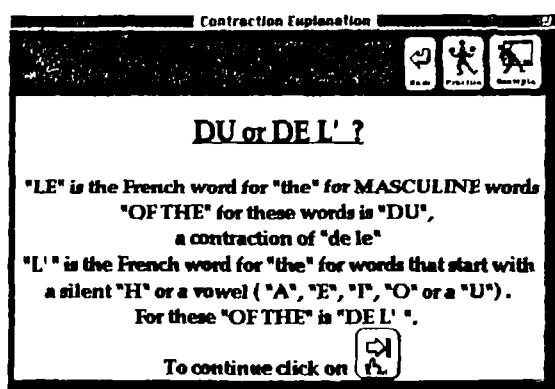 Contraction Explanation
Practice Example
DU or DE L' ?
"LE" is the French word for "the" for MASCULINE words
"OF THE" for these words is "DU",
a contraction of "de le"
"L' " is the French word for "the" for words that start with
a silent "H" or a vowel ( "A", "E", "I", "O" or a "U") .
For these "OF THE" is "DE L' ".
To continue click on